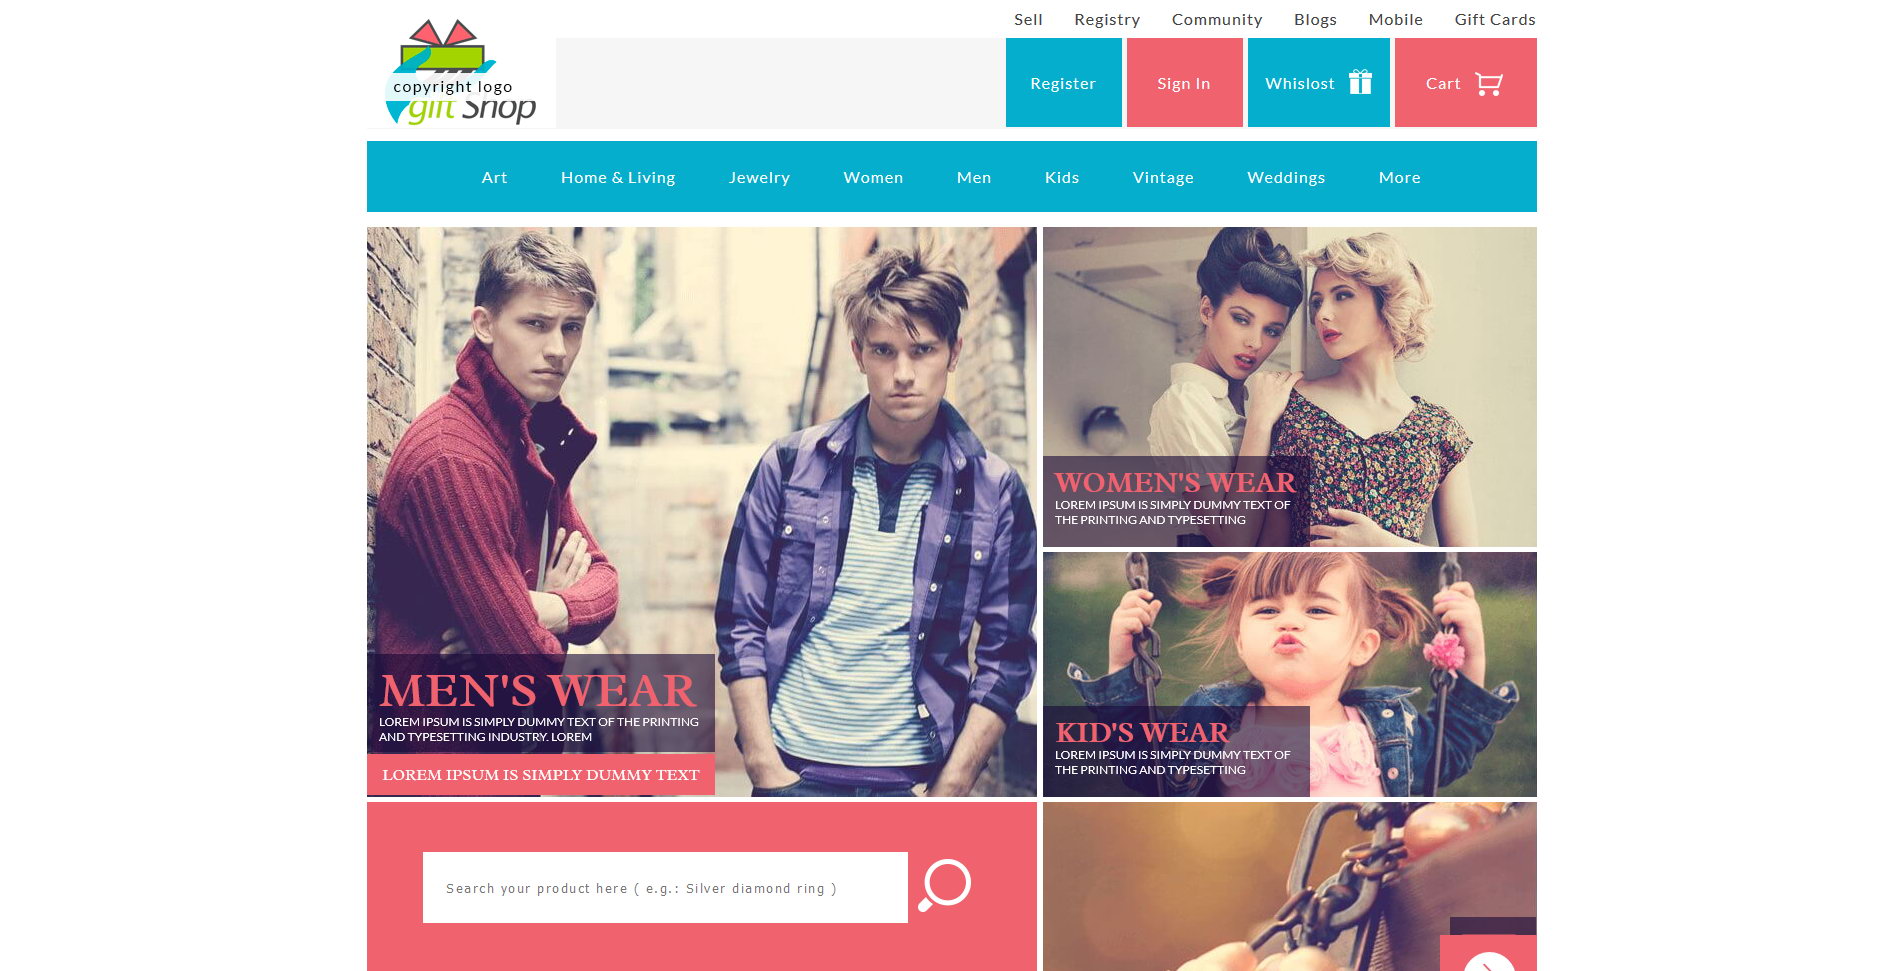 Sell Registry Community Blogs Mobile Gift Cards
copyright logo
gift Shop
Register Sign In Whislost Cart
Art Home & Living Jewelry Women Men Kids Vintage Weddings More
MEN'S WEAR
LOREM IPSUM IS SIMPLY DUMMY TEXT OF THE PRINTING
AND TYPESETTING INDUSTRY. LOREM
LOREM IPSUM IS SIMPLY DUMMY TEXT
WOMEN'S WEAR
LOREM IPSUM IS SIMPLY DUMMY TEXT OF
THE PRINTING AND TYPESETTING
KID'S WEAR
LOREM IPSUM IS SIMPLY DUMMY TEXT OF
THE PRINTING AND TYPESETTING
Search your product here ( e.g.: Silver diamond ring )